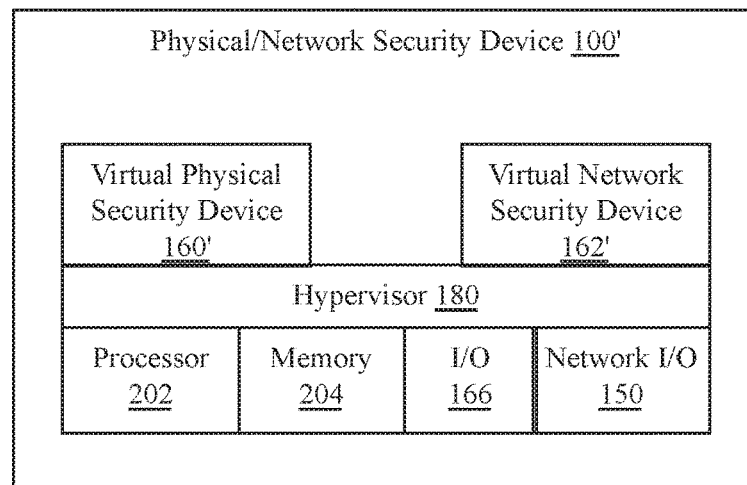 Physical/Network Security Device 100'
Virtual Physical
Security Device
160'
Virtual Network
Security Device
162'
Hypervisor 180
Processor
202
Memory
204
I/O
166
Network I/O
150